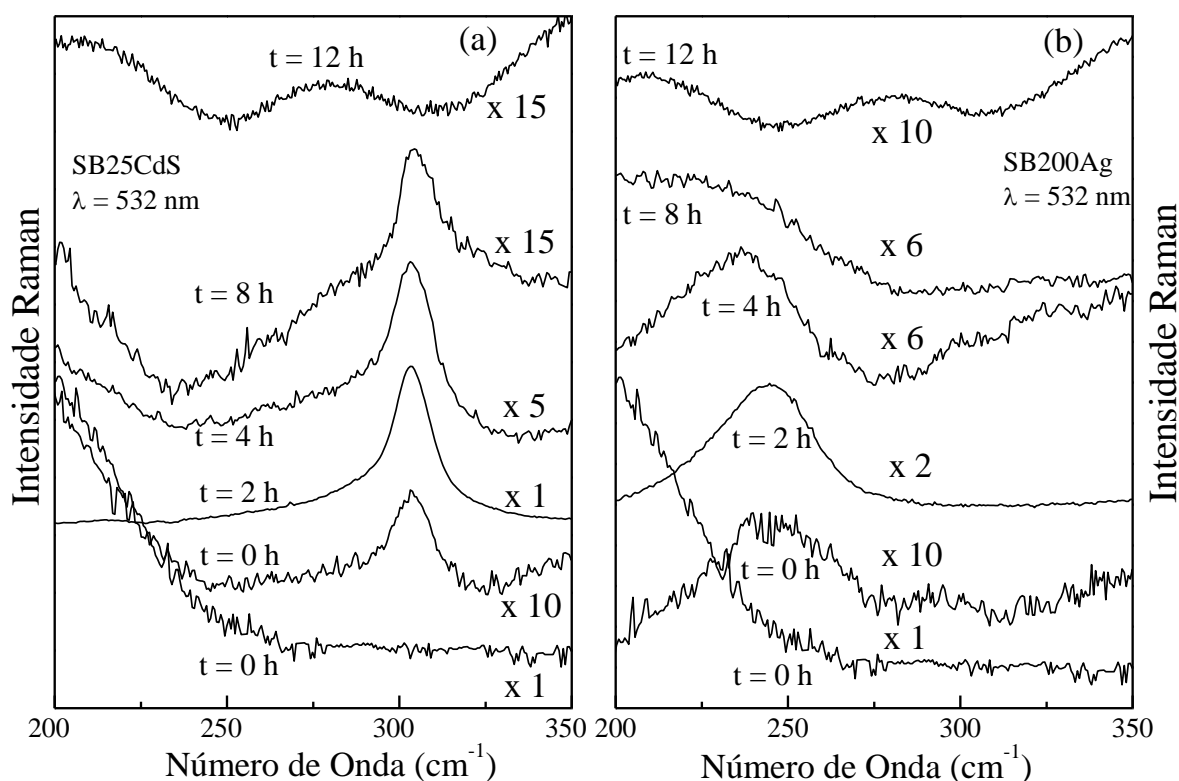 (a)
t = 12 h
x 15
SB25CdS
λ = 532 nm
x 15
t = 8 h
x 5
t = 4 h
t = 2 h
x 1
t = 0 h
x 10
t = 0 h
x 1
200 250 300 350
Número de Onda (cm⁻¹)
Intensidade Raman
(b)
t = 12 h
x 10
SB200Ag
λ = 532 nm
t = 8 h
x 6
t = 4 h
x 6
t = 2 h
x 2
x 10
t = 0 h
x 1
t = 0 h
200 250 300 350
Número de Onda (cm⁻¹)
Intensidade Raman